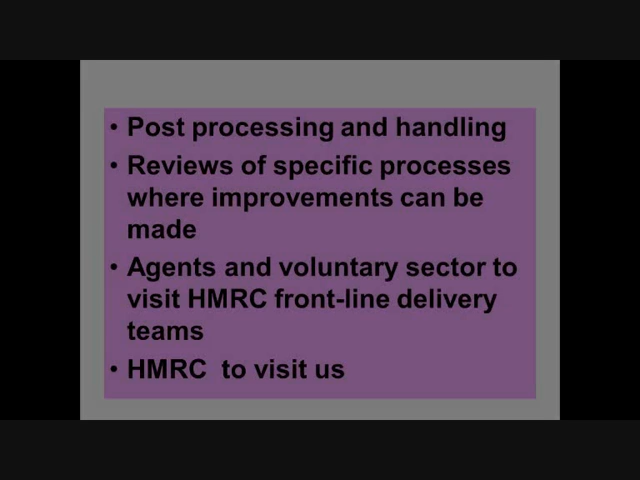 • Post processing and handling
• Reviews of specific processes
where improvements can be
made
• Agents and voluntary sector to
visit HMRC front-line delivery
teams
• HMRC  to visit us